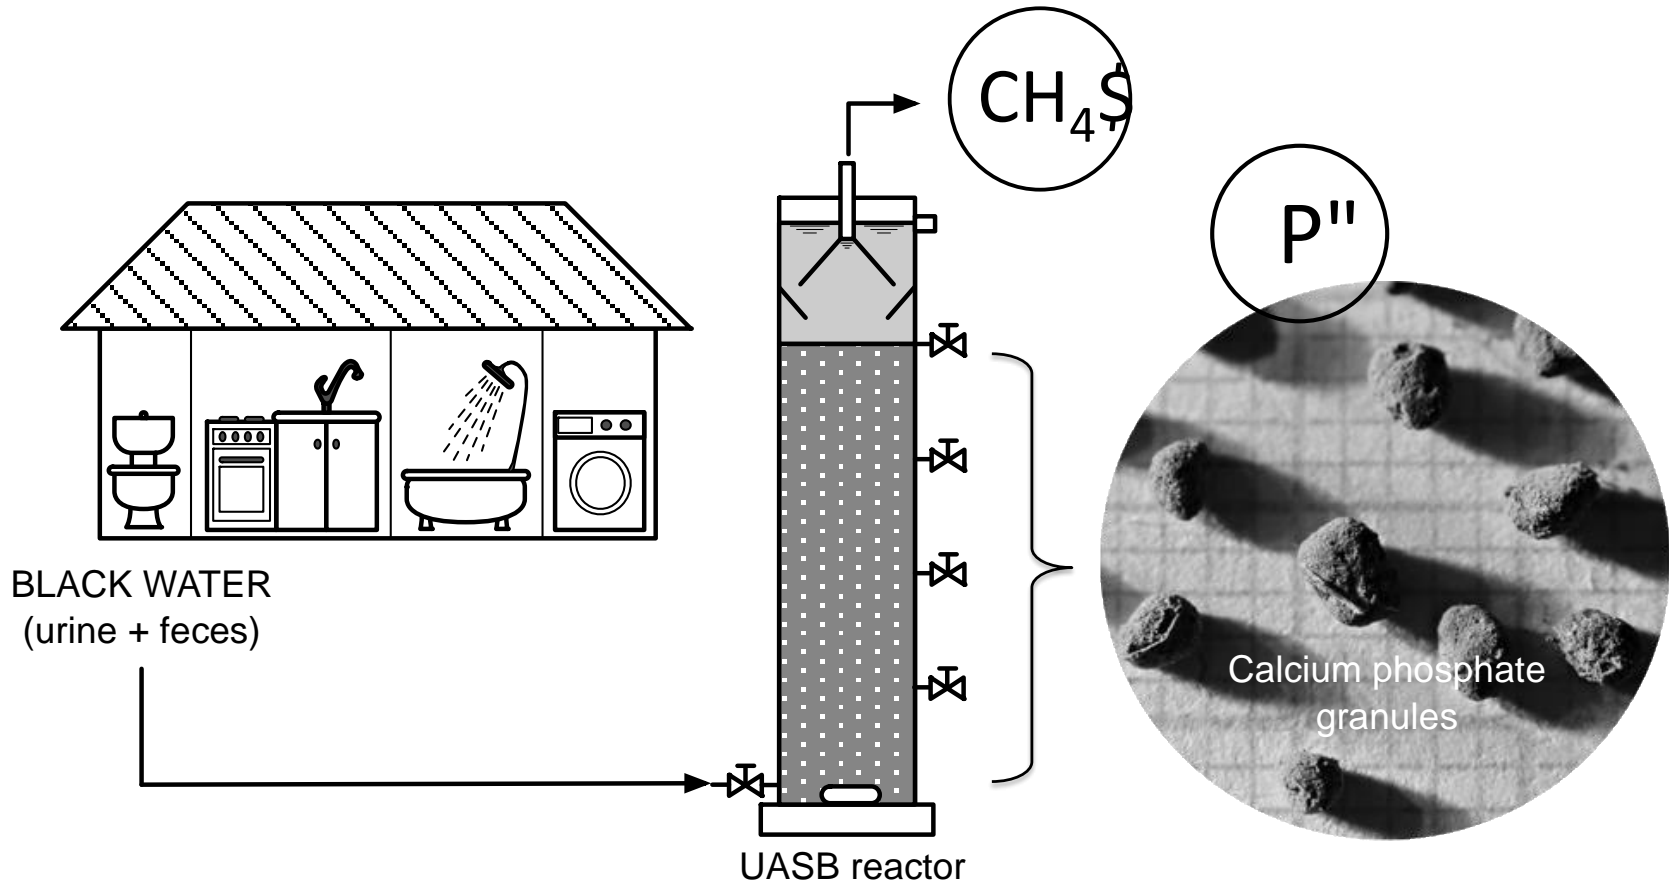 CH₄$
P"
BLACK WATER
(urine + feces)
Calcium phosphate
granules
UASB reactor